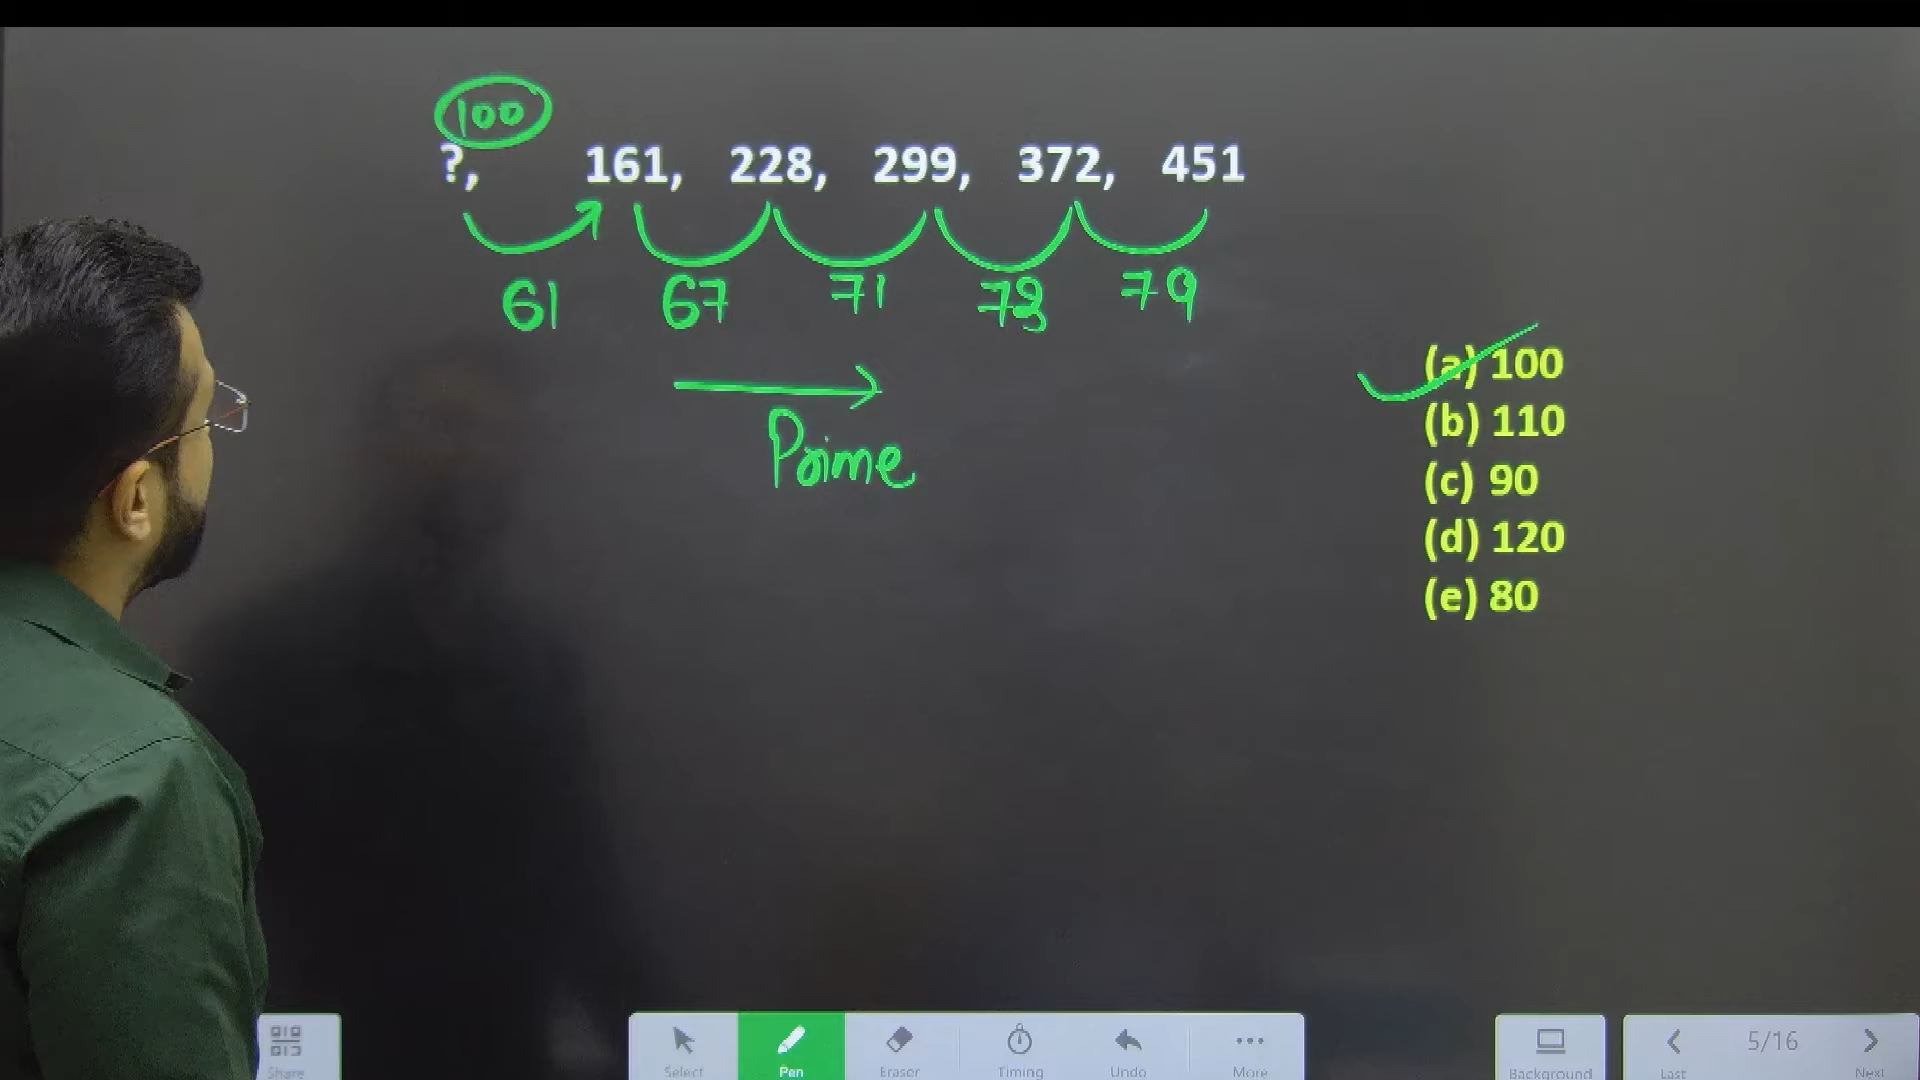 100
?, 161, 228, 299, 372, 451
61 67 71 73 79
Prime
(a) 100
(b) 110
(c) 90
(d) 120
(e) 80
Share
Select Pen Eraser Timing Undo More
Background
Last 5/16 Next